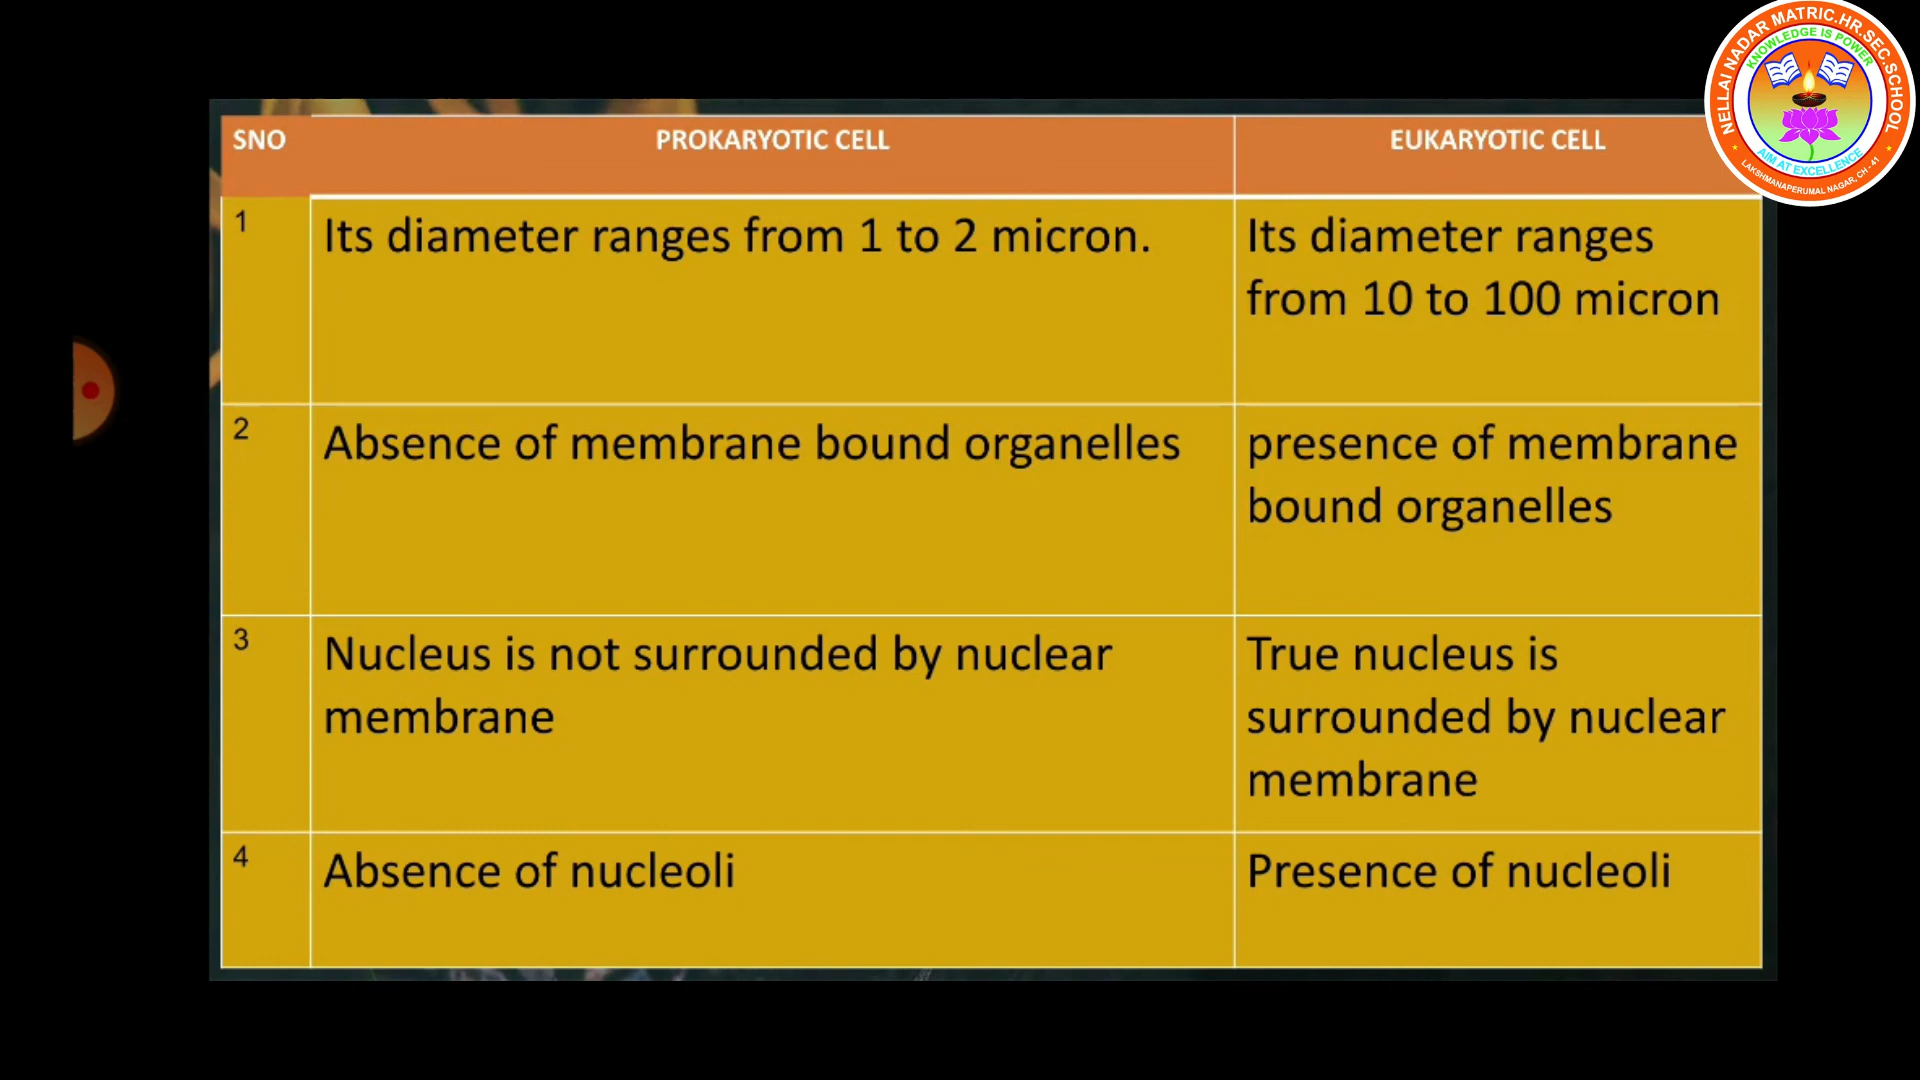 NELLAI NADAR MATRIC.HR.SEC.SCHOOL
KNOWLEDGE IS POWER
AIM AT EXCELLENCE
LAKSHMANAPERUMAL NAGAR, CH - 41
SNO PROKARYOTIC CELL EUKARYOTIC CELL
1 Its diameter ranges from 1 to 2 micron. Its diameter ranges
from 10 to 100 micron
2 Absence of membrane bound organelles presence of membrane
bound organelles
3 Nucleus is not surrounded by nuclear True nucleus is
membrane surrounded by nuclear
membrane
4 Absence of nucleoli Presence of nucleoli